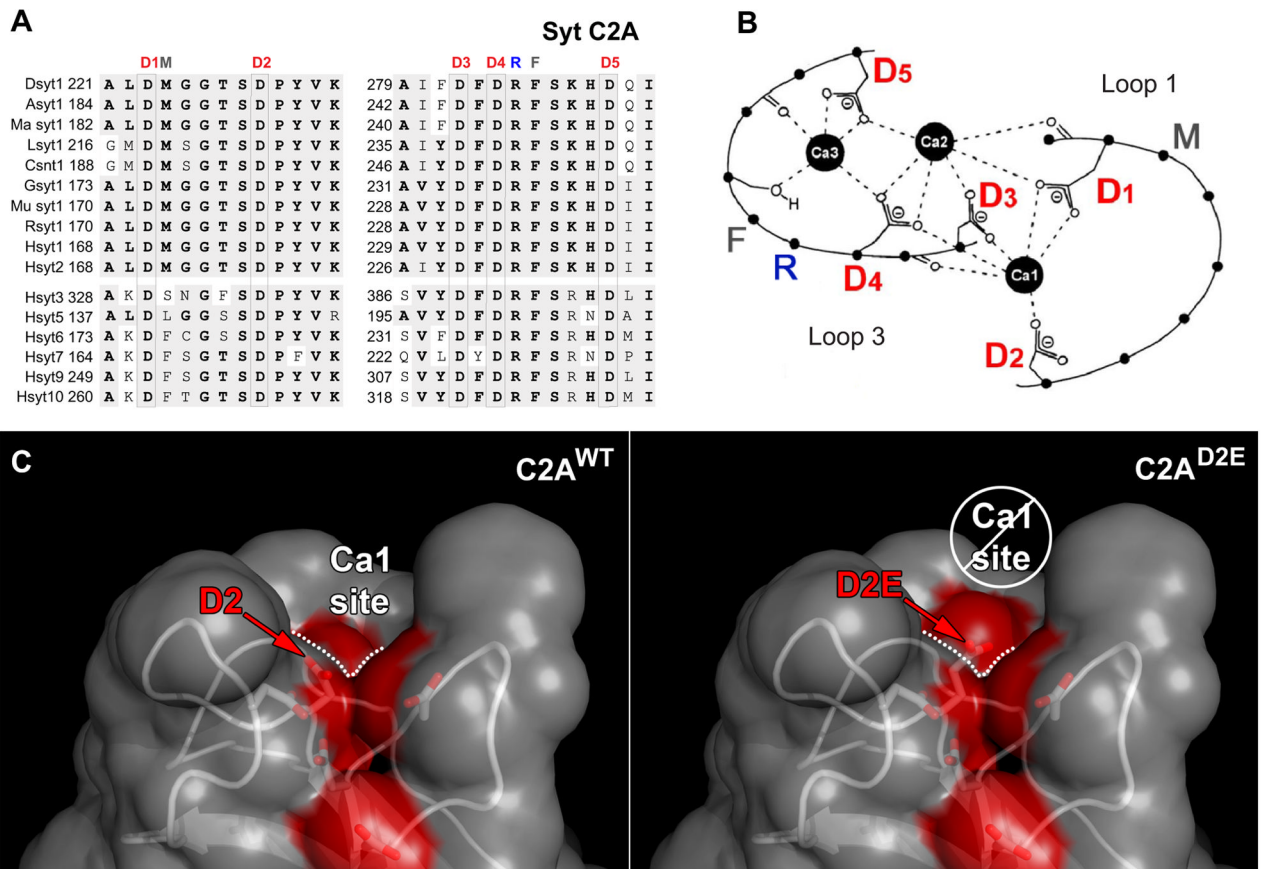 A
Syt C2A
D1 M D2 D3 D4 R F D5
Dsyt1 221 A L D M G G T S D P Y V K 279 A I F D F D R F S K H D Q I
Asyt1 184 A L D M G G T S D P Y V K 242 A I F D F D R F S K H D Q I
Ma syt1 182 A L D M G G T S D P Y V K 240 A I F D F D R F S K H D Q I
Lsyt1 216 G M D M S G T S D P Y V K 235 A I Y D F D R F S K H D Q I
Csnt1 188 G M D M S G T S D P Y V K 246 A I Y D F D R F S K H D Q I
Gsyt1 173 A L D M G G T S D P Y V K 231 A V Y D F D R F S K H D I I
Mu syt1 170 A L D M G G T S D P Y V K 228 A V Y D F D R F S K H D I I
Rsyt1 170 A L D M G G T S D P Y V K 228 A V Y D F D R F S K H D I I
Hsyt1 168 A L D M G G T S D P Y V K 229 A V Y D F D R F S K H D I I
Hsyt2 168 A L D M G G T S D P Y V K 226 A I Y D F D R F S K H D I I
Hsyt3 328 A K D S N G F S D P Y V K 386 S V Y D F D R F S R H D L I
Hsyt5 137 A L D L G G S S D P Y V R 195 A V Y D F D R F S R N D A I
Hsyt6 173 A K D F C G S S D P Y V K 231 S V F D F D R F S R H D M I
Hsyt7 164 A K D F S G T S D P F V K 222 Q V L D Y D R F S R N D P I
Hsyt9 249 A K D F S G T S D P Y V K 307 S V Y D F D R F S R H D L I
Hsyt10 260 A K D F T G T S D P Y V K 318 S V Y D F D R F S R H D M I
B
D5
Loop 1
Ca2
Ca3
M
D3
D1
H
F
R
D4
Ca1
Loop 3
D2
C
C2A WT
Ca1
site
D2
C2A D2E
Ca1
site
D2E